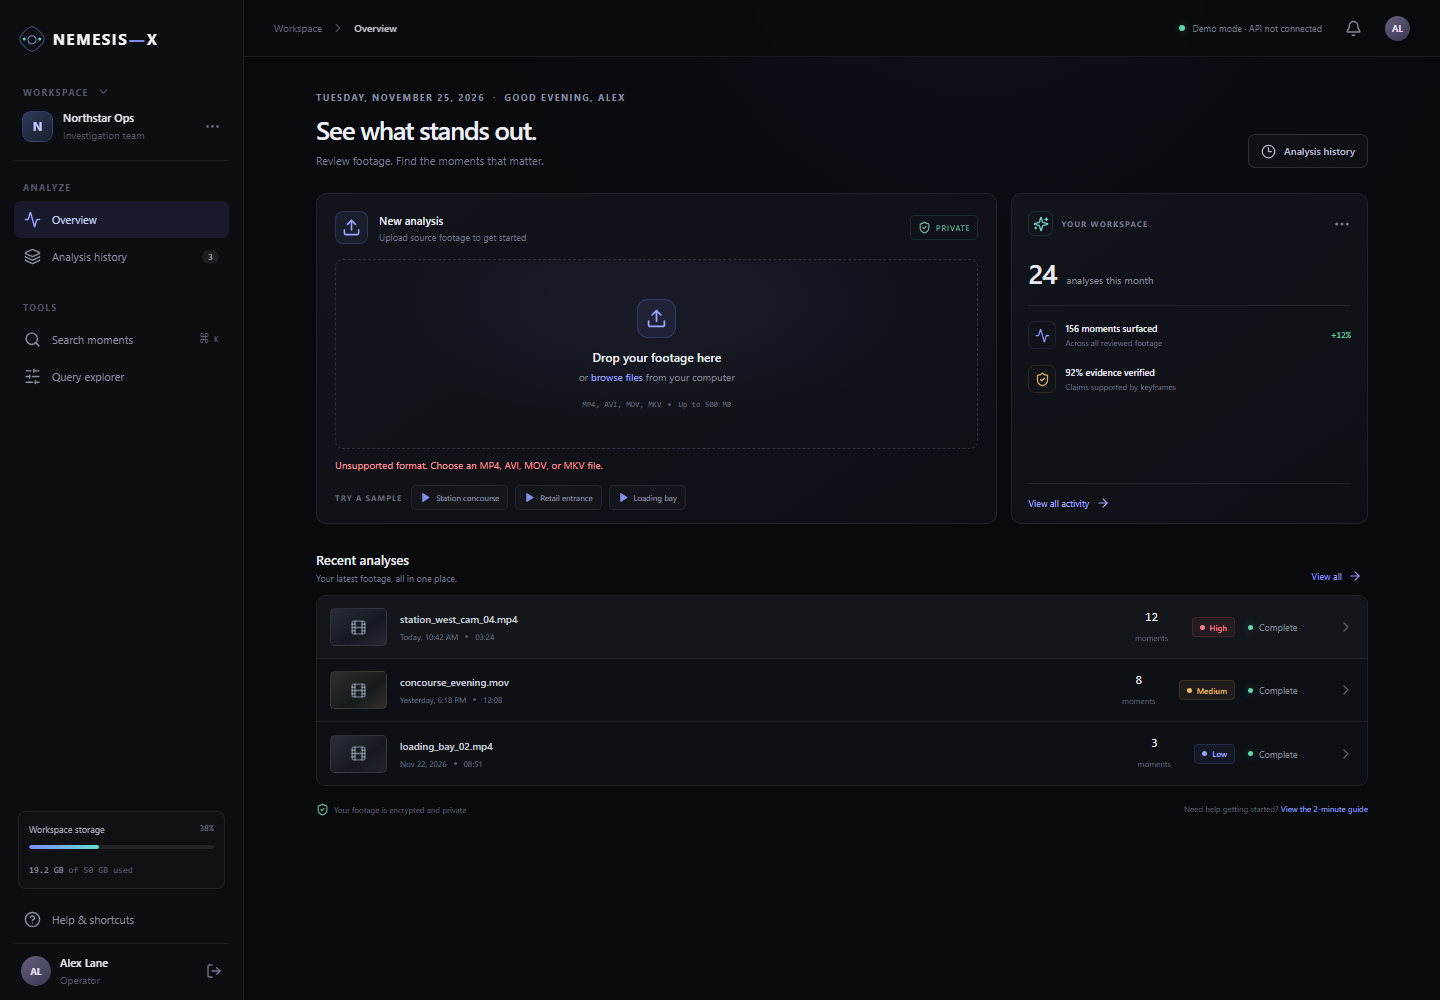 NEMESIS—X
WORKSPACE
N
Northstar Ops
Investigation team
ANALYZE
Overview
Analysis history
3
TOOLS
Search moments
⌘ K
Query explorer
Workspace storage
38%
19.2 GB of 50 GB used
Help & shortcuts
AL
Alex Lane
Operator
Workspace
Overview
Demo mode · API not connected
AL
TUESDAY, NOVEMBER 25, 2026 · GOOD EVENING, ALEX
See what stands out.
Review footage. Find the moments that matter.
Analysis history
New analysis
Upload source footage to get started
PRIVATE
Drop your footage here
or browse files from your computer
MP4, AVI, MOV, MKV • Up to 500 MB
Unsupported format. Choose an MP4, AVI, MOV, or MKV file.
TRY A SAMPLE
Station concourse
Retail entrance
Loading bay
YOUR WORKSPACE
24 analyses this month
156 moments surfaced
Across all reviewed footage
+12%
92% evidence verified
Claims supported by keyframes
View all activity
Recent analyses
Your latest footage, all in one place.
View all
station_west_cam_04.mp4
Today, 10:42 AM • 03:24
12
moments
High
Complete
concourse_evening.mov
Yesterday, 6:18 PM • 12:08
8
moments
Medium
Complete
loading_bay_02.mp4
Nov 22, 2026 • 08:51
3
moments
Low
Complete
Your footage is encrypted and private
Need help getting started? View the 2-minute guide